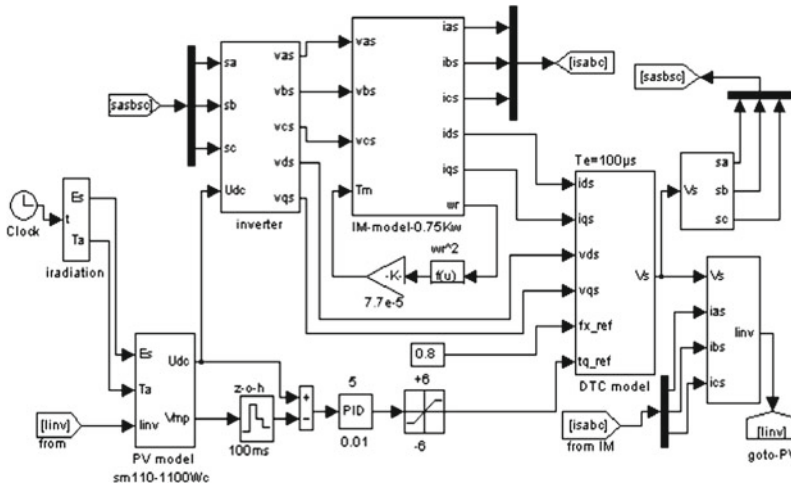 [sasbsc]
sa
sb
sc
Udc
vas
vbs
vcs
vds
vqs
inverter
vas
vbs
vcs
Tm
ias
ibs
ics
ids
iqs
wr
IM-model-0.75Kw
[isabc]
[sasbsc]
Te=100µs
ids
iqs
vds
vqs
fx_ref
tq_ref
Vs
DTC model
Vs
sa
sb
sc
Clock
t
Es
Ta
iradiation
wr^2
f(u)
-K-
7.7e-5
0.8
Vs
ias
ibs
ics
Iinv
Es
Ta
Iinv
Udc
Vmp
PV model
sm110-1100Wc
[Iinv]
from
z-o-h
100ms
+
−
5
PID
0.01
+6
-6
[isabc]
from IM
[Iinv]
goto-PV